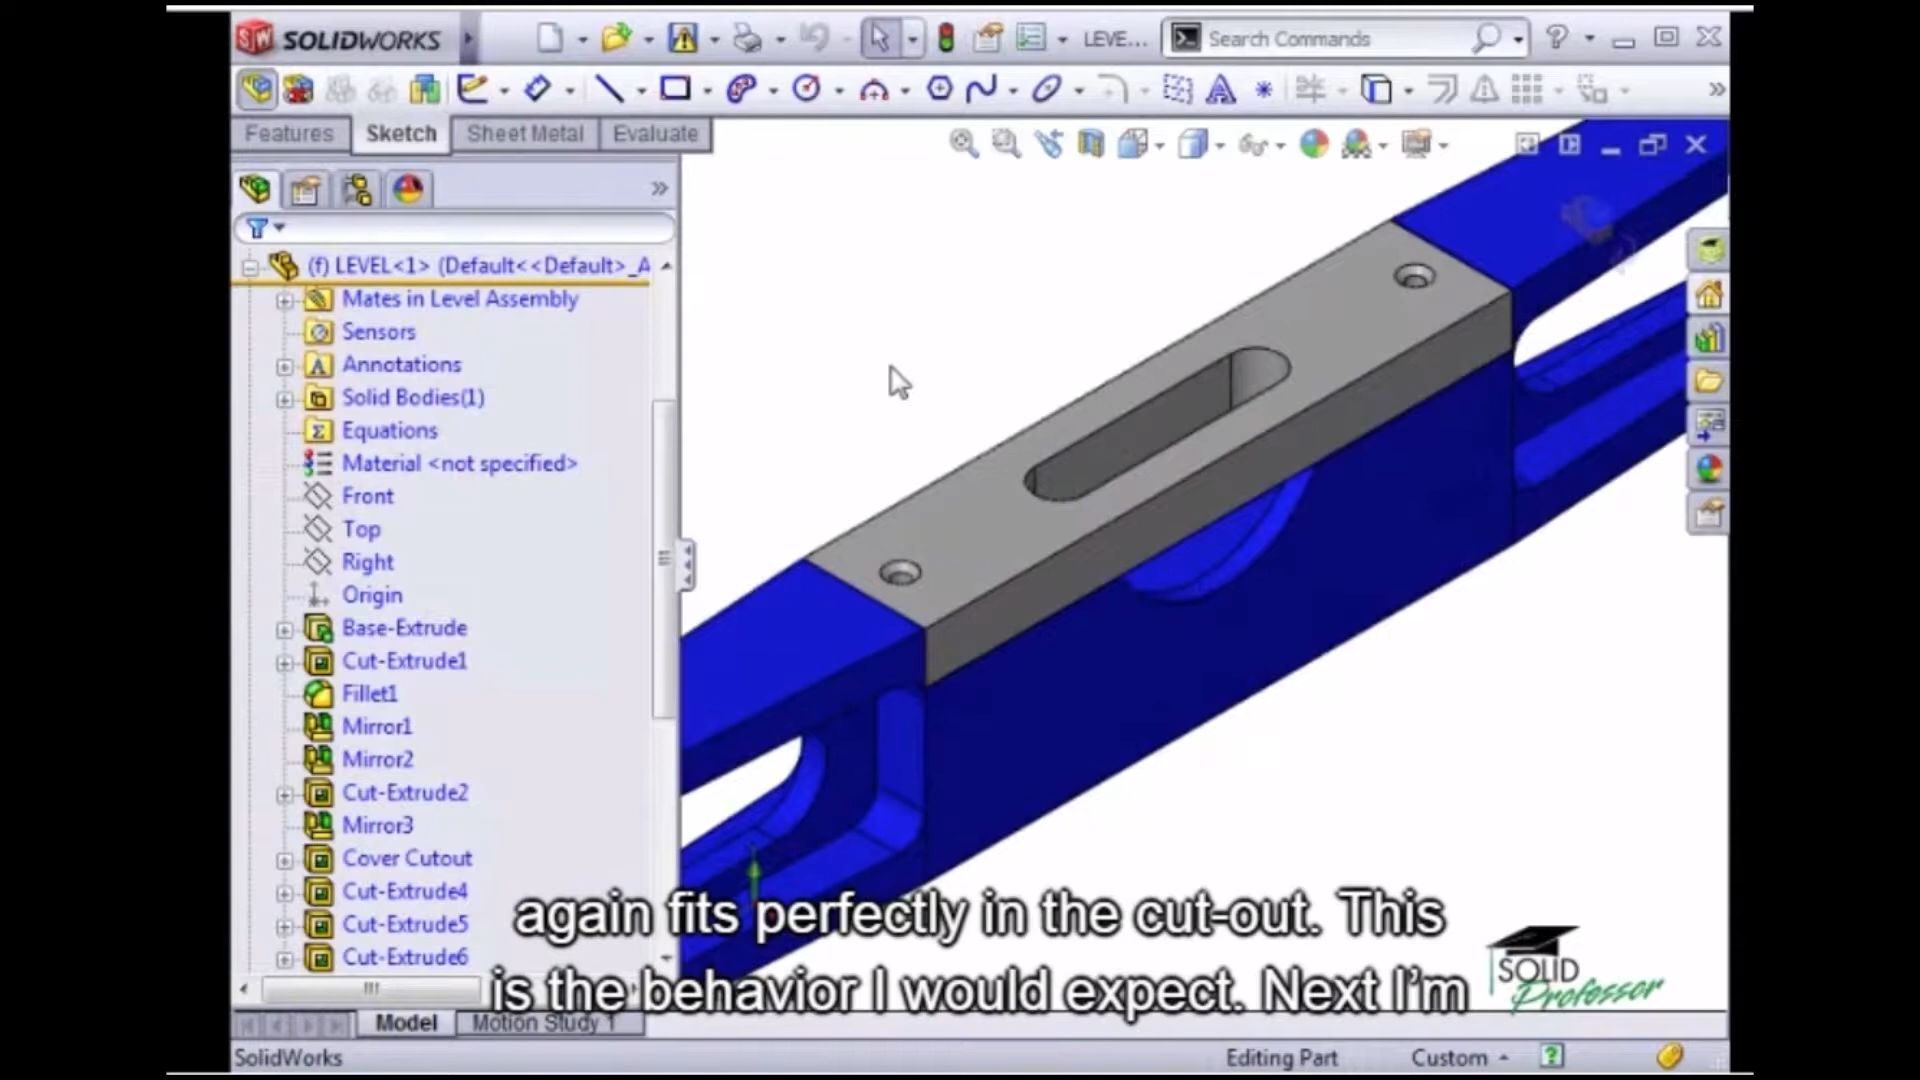 SOLIDWORKS
LEVE...
Search Commands
Features
Sketch
Sheet Metal
Evaluate
(f) LEVEL<1> (Default<<Default>_A
Mates in Level Assembly
Sensors
Annotations
Solid Bodies(1)
Equations
Material <not specified>
Front
Top
Right
Origin
Base-Extrude
Cut-Extrude1
Fillet1
Mirror1
Mirror2
Cut-Extrude2
Mirror3
Cover Cutout
Cut-Extrude4
Cut-Extrude5
Cut-Extrude6
again fits perfectly in the cut-out. This
is the behavior I would expect. Next I'm
SOLID
Professor
Model
Motion Study 1
SolidWorks
Editing Part
Custom